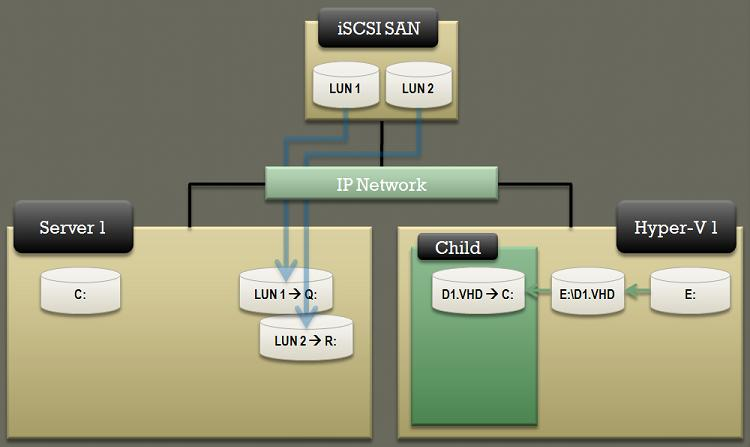 iSCSI SAN
LUN 1
LUN 2
IP Network
Server 1
C:
LUN 1 → Q:
LUN 2 → R:
Hyper-V 1
Child
D1.VHD → C:
E:\D1.VHD
E: